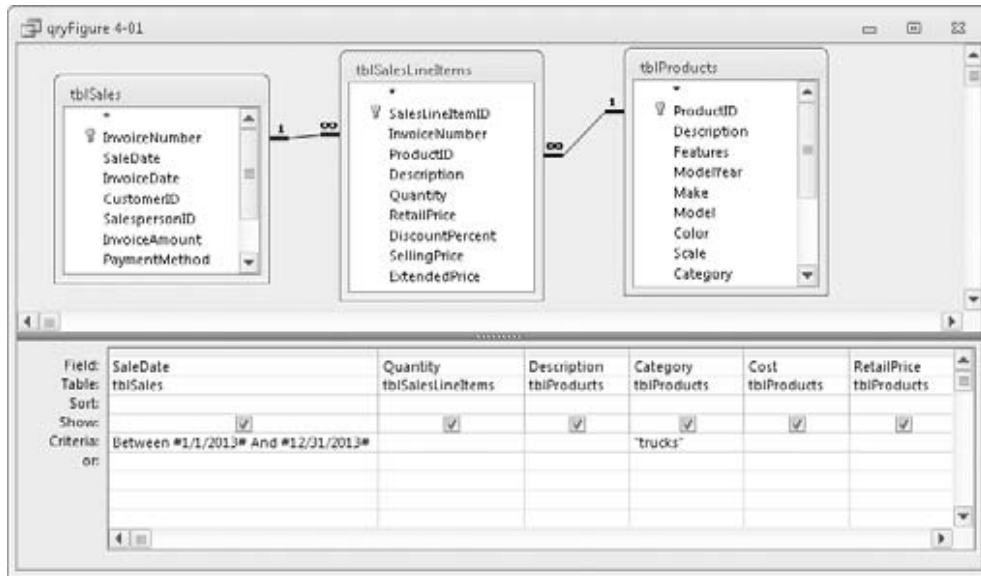 qryFigure 4-01
tblSales
*
InvoiceNumber
SaleDate
InvoiceDate
CustomerID
SalespersonID
InvoiceAmount
PaymentMethod
1 ∞
tblSalesLineItems
*
SalesLineItemID
InvoiceNumber
ProductID
Description
Quantity
RetailPrice
DiscountPercent
SellingPrice
ExtendedPrice
∞ 1
tblProducts
*
ProductID
Description
Features
ModelYear
Make
Model
Color
Scale
Category
Field: SaleDate Quantity Description Category Cost RetailPrice
Table: tblSales tblSalesLineItems tblProducts tblProducts tblProducts tblProducts
Sort:
Show:
Criteria: Between #1/1/2013# And #12/31/2013# "trucks"
or: